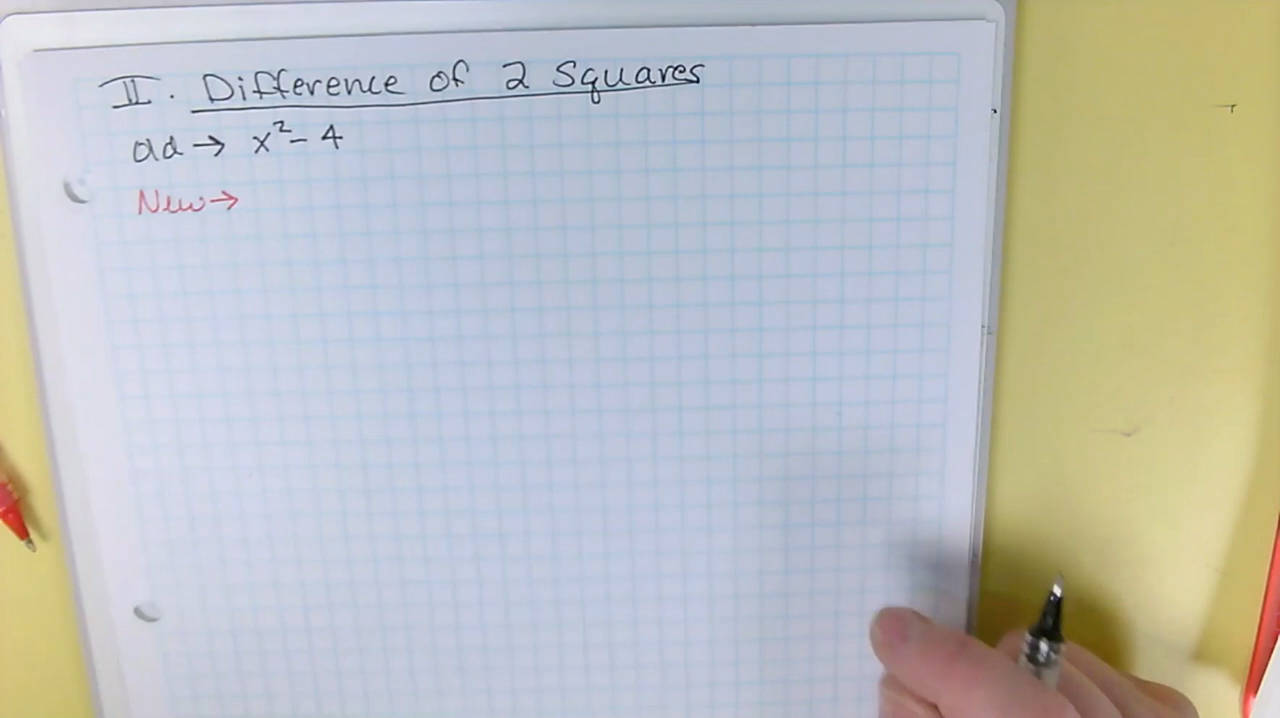 II. Difference of 2 Squares
old → x² - 4
New →